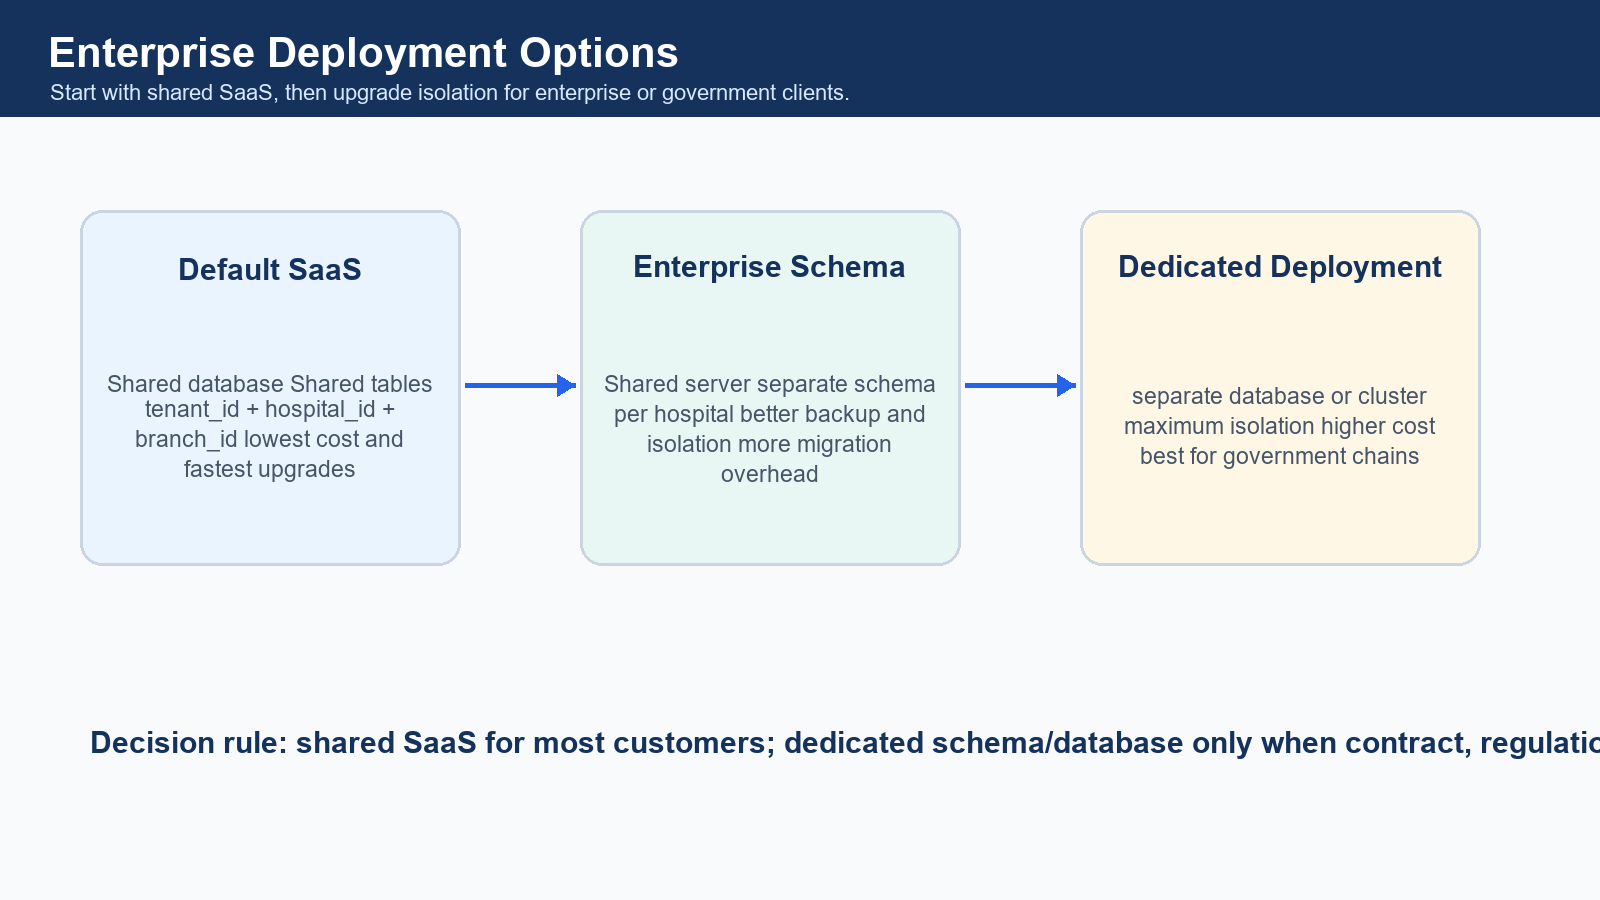 Enterprise Deployment Options
Start with shared SaaS, then upgrade isolation for enterprise or government clients.
Default SaaS
Shared database Shared tables
tenant_id + hospital_id +
branch_id lowest cost and
fastest upgrades
Enterprise Schema
Shared server separate schema
per hospital better backup and
isolation more migration
overhead
Dedicated Deployment
separate database or cluster
maximum isolation higher cost
best for government chains
Decision rule: shared SaaS for most customers; dedicated schema/database only when contract,